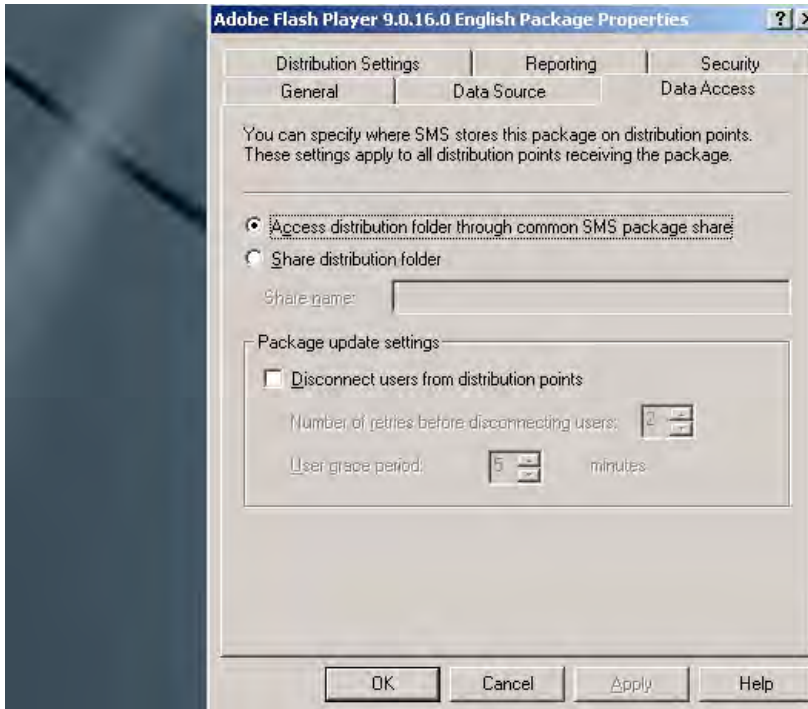 Adobe Flash Player 9.0.16.0 English Package Properties
Distribution Settings Reporting Security
General Data Source Data Access
You can specify where SMS stores this package on distribution points.
These settings apply to all distribution points receiving the package.
Access distribution folder through common SMS package share
Share distribution folder
Share name:
Package update settings
Disconnect users from distribution points
Number of retries before disconnecting users: 2
User grace period: 5 minutes
OK Cancel Apply Help